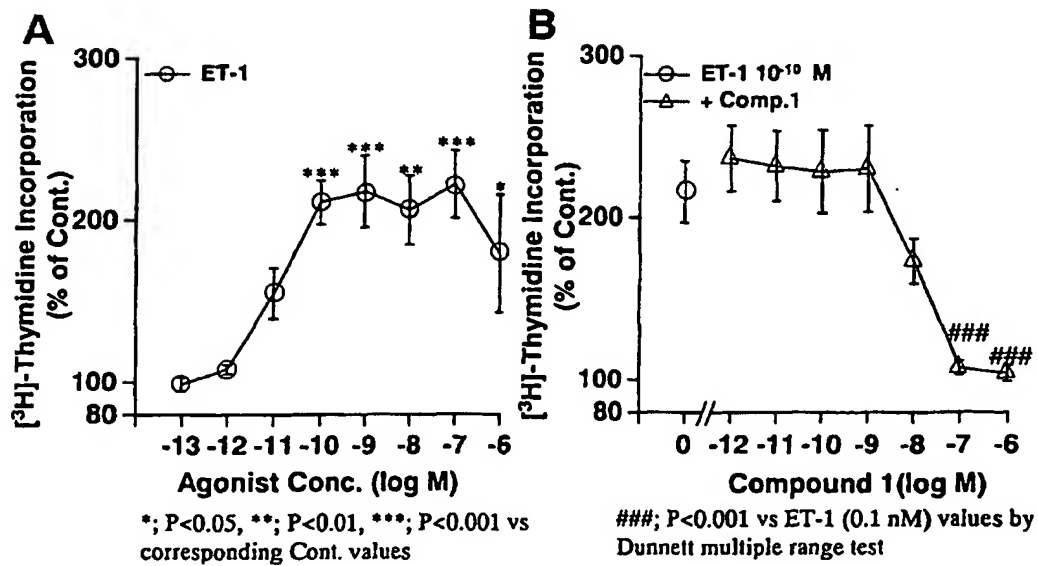 A
300
ET-1
***
***
**
***
*
200
100
80
[³H]-Thymidine Incorporation
(% of Cont.)
-13 -12 -11 -10 -9 -8 -7 -6
Agonist Conc. (log M)
*; P<0.05, **; P<0.01, ***; P<0.001 vs
corresponding Cont. values
B
300
ET-1 10⁻¹⁰ M
+ Comp.1
200
###
###
100
80
[³H]-Thymidine Incorporation
(% of Cont.)
0 -12 -11 -10 -9 -8 -7 -6
Compound 1(log M)
###; P<0.001 vs ET-1 (0.1 nM) values by
Dunnett multiple range test